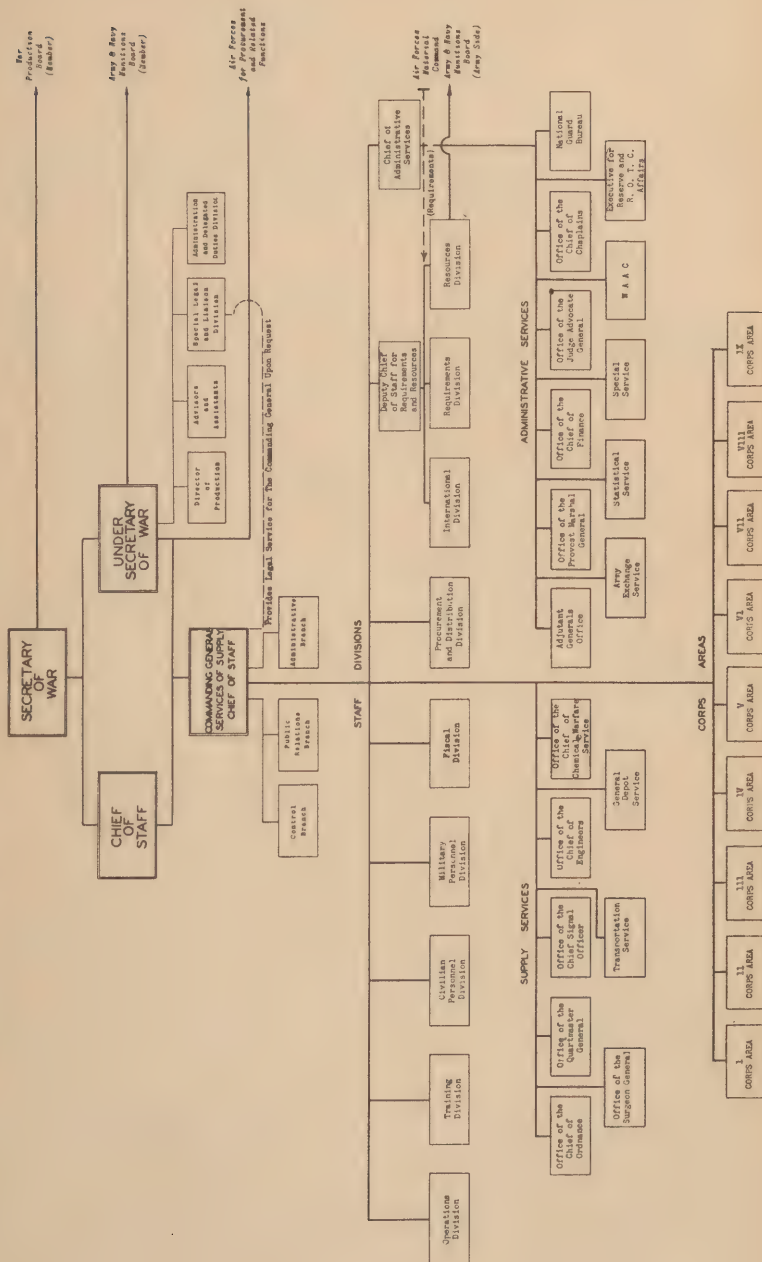 War
Production
Board
(Member)
Army & Navy
Munitions
Board
(Member)
Air Forces
for Procurement
and Related
Functions
SECRETARY
OF
WAR
CHIEF
OF
STAFF
UNDER
SECRETARY
OF WAR
Director
of
Production
Advisors
and
Assistants
Special Legal
and Liaison
Division
Administration
and Delegated
Duties Division
COMMANDING GENERAL
SERVICES OF SUPPLY
CHIEF OF STAFF
Provides Legal Service for The Commanding General Upon Request
Control
Branch
Public
Relations
Branch
Administrative
Branch
STAFF DIVISIONS
Operations
Division
Training
Division
Civilian
Personnel
Division
Military
Personnel
Division
Fiscal
Division
Procurement
and Distribution
Division
Deputy Chief
of Staff for
Requirements
and Resources
International
Division
Requirements
Division
Resources
Division
Chief of
Administrative
Services
(Requirements)
Air Forces
Material
Command
Army & Navy
Munitions
Board
(Army Side)
SUPPLY SERVICES
Office of the
Chief of
Ordnance
Office of the
Quartermaster
General
Office of the
Chief Signal
Officer
Office of the
Chief of
Engineers
Office of the
Chief of
Chemical Warfare
Service
Office of the
Surgeon General
Transportation
Service
General
Depot
Service
ADMINISTRATIVE SERVICES
Adjutant
Generals
Office
Office of the
Provost Marshal
General
Office of the
Chief of
Finance
Office of the
Judge Advocate
General
Office of the
Chief of
Chaplains
National
Guard
Bureau
Army
Exchange
Service
Statistical
Service
Special
Service
W A A C
Executive for
Reserve and
R. O. T. C.
Affairs
CORPS AREAS
I
CORPS AREA
II
CORPS AREA
III
CORPS AREA
IV
CORPS AREA
V
CORPS AREA
VI
CORPS AREA
VII
CORPS AREA
VIII
CORPS AREA
IX
CORPS AREA